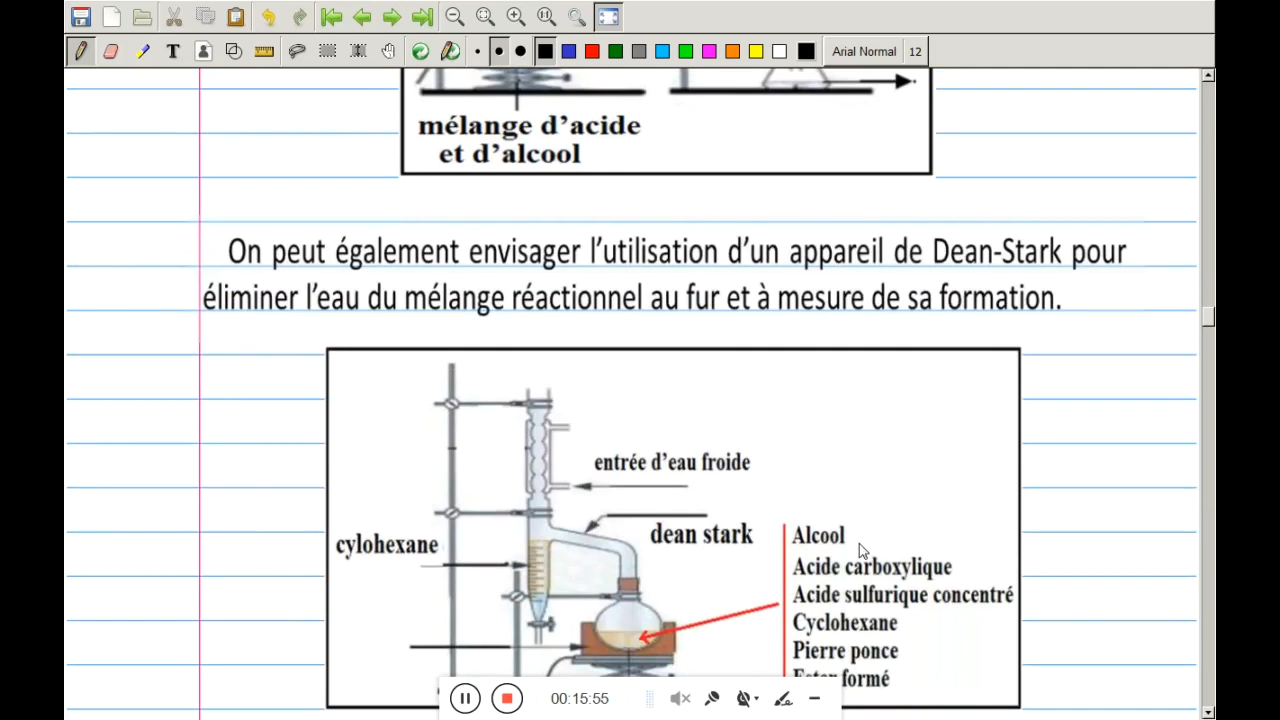 Arial Normal 12
mélange d'acide
et d'alcool
On peut également envisager l'utilisation d'un appareil de Dean-Stark pour
éliminer l'eau du mélange réactionnel au fur et à mesure de sa formation.
entrée d'eau froide
dean stark
cylohexane
Alcool
Acide carboxylique
Acide sulfurique concentré
Cyclohexane
Pierre ponce
Ester formé
00:15:55